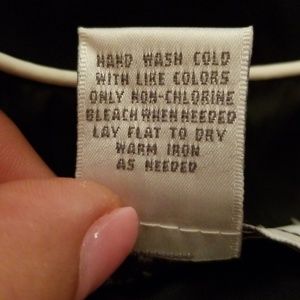 HAND WASH COLD
WITH LIKE COLORS
ONLY NON-CHLORINE
BLEACH WHEN NEEDED
LAY FLAT TO DRY
WARM IRON
AS NEEDED